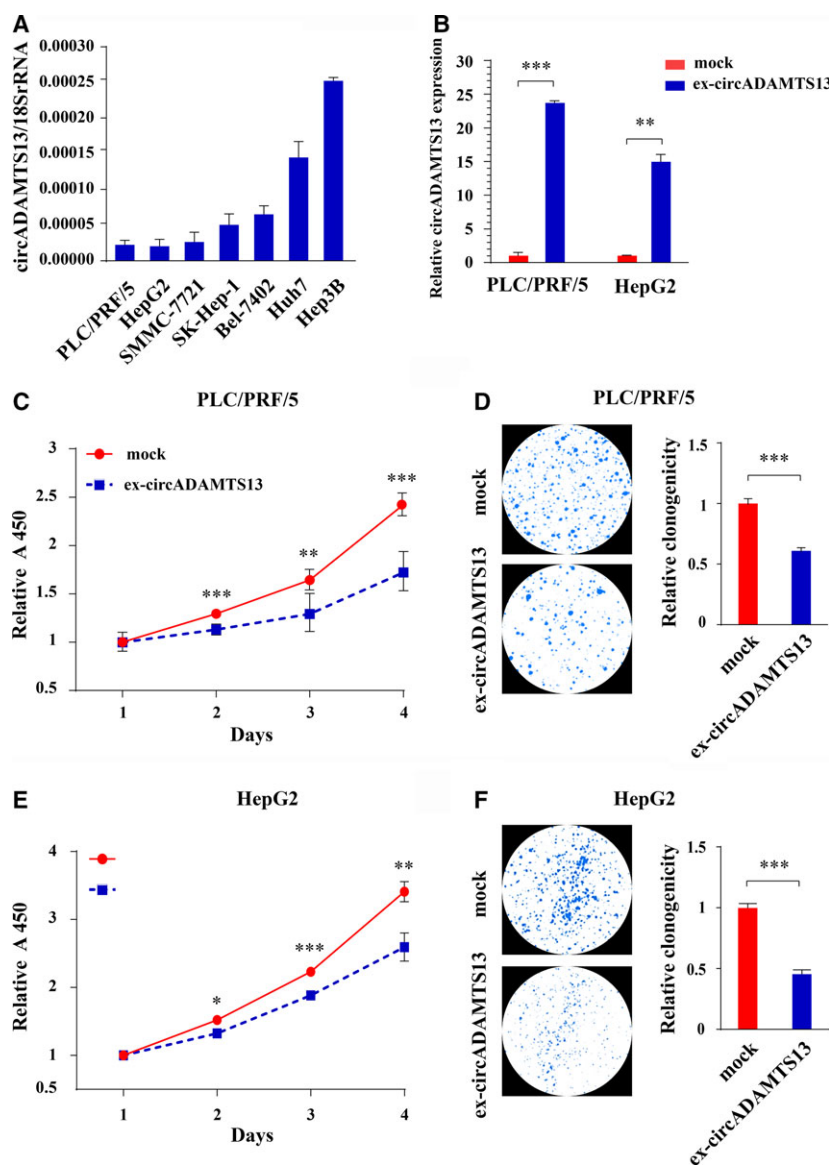 A
circADAMTS13/18SrRNA
0.00030
0.00025
0.00015
0.00010
0.00005
0.00000
PLC/PRF/5
HepG2
SMMC-7721
SK-Hep-1
Bel-7402
Huh7
Hep3B
B
Relative circADAMTS13 expression
30
25
20
15
10
5
0
***
**
mock
ex-circADAMTS13
PLC/PRF/5
HepG2
C
PLC/PRF/5
Relative A 450
3
2.5
2
1.5
1
0.5
mock
ex-circADAMTS13
***
**
***
1 2 3 4
Days
D
PLC/PRF/5
mock
ex-circADAMTS13
Relative clonogenicity
1.5
1
0.5
0
***
mock
ex-circADAMTS13
E
HepG2
Relative A 450
4
3
2
1
0.5
*
***
**
1 2 3 4
Days
F
HepG2
mock
ex-circADAMTS13
Relative clonogenicity
1.5
1
0.5
0
***
mock
ex-circADAMTS13